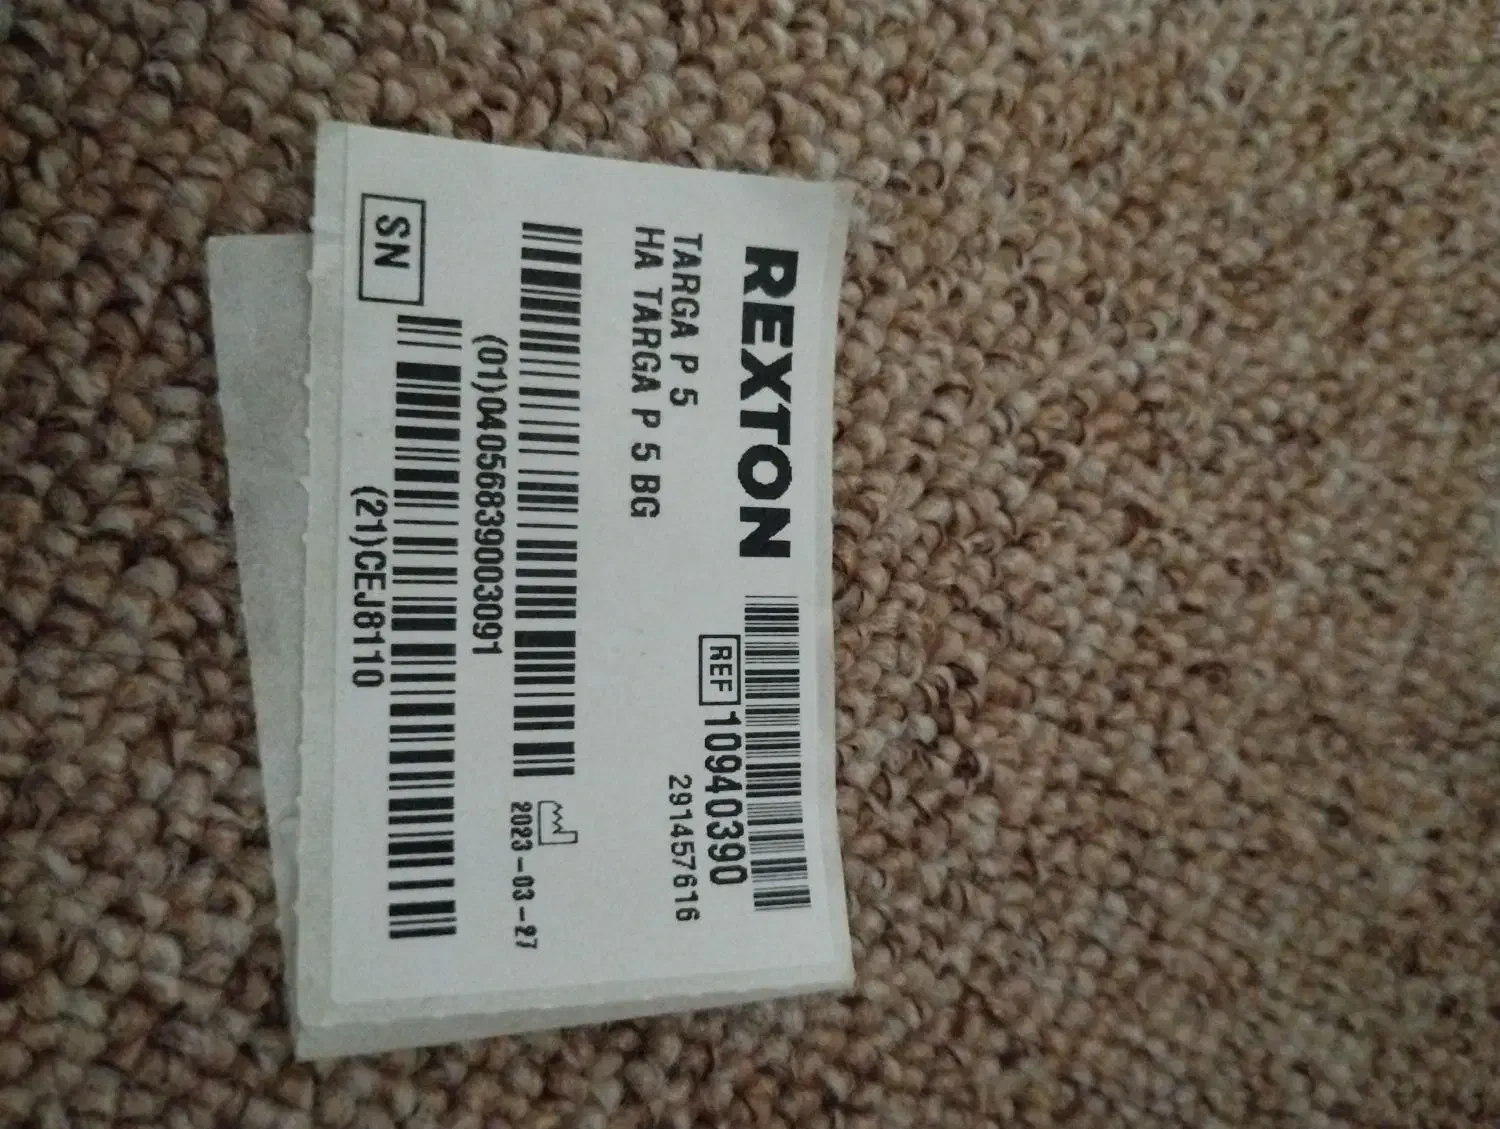 REXTON
REF 10940390
291457616
TARGA P 5
HA TARGA P 5 BG
2023-03-27
(01)04056839003091
SN
(21)CEJ8110